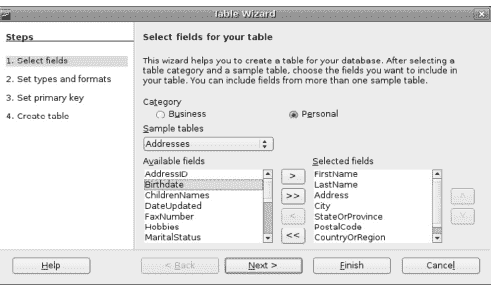 Table Wizard
Steps
1. Select fields
2. Set types and formats
3. Set primary key
4. Create table
Select fields for your table
This wizard helps you to create a table for your database. After selecting a
table category and a sample table, choose the fields you want to include in
your table. You can include fields from more than one sample table.
Category
Business
Personal
Sample tables
Addresses
Available fields
AddressID
Birthdate
ChildrenNames
DateUpdated
FaxNumber
Hobbies
MaritalStatus
>
>>
<
<<
Selected fields
FirstName
LastName
Address
City
StateOrProvince
PostalCode
CountryOrRegion
Help
< Back
Next >
Finish
Cancel